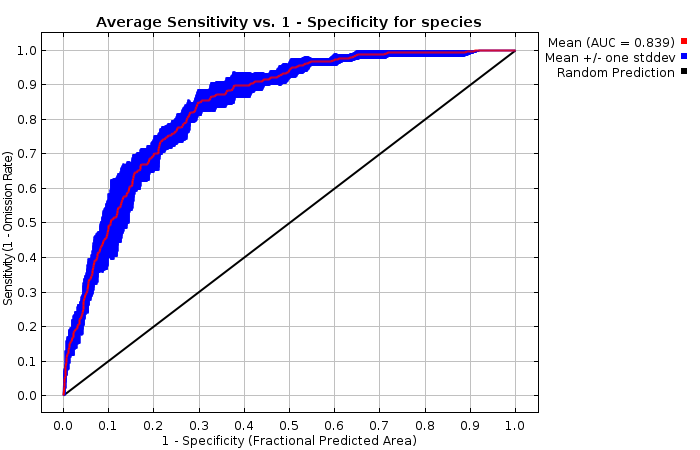 Average Sensitivity vs. 1 - Specificity for species
Mean (AUC = 0.839)
Mean +/- one stddev
Random Prediction
Sensitivity (1 - Omission Rate)
1.0
0.9
0.8
0.7
0.6
0.5
0.4
0.3
0.2
0.1
0.0
0.0 0.1 0.2 0.3 0.4 0.5 0.6 0.7 0.8 0.9 1.0
1 - Specificity (Fractional Predicted Area)